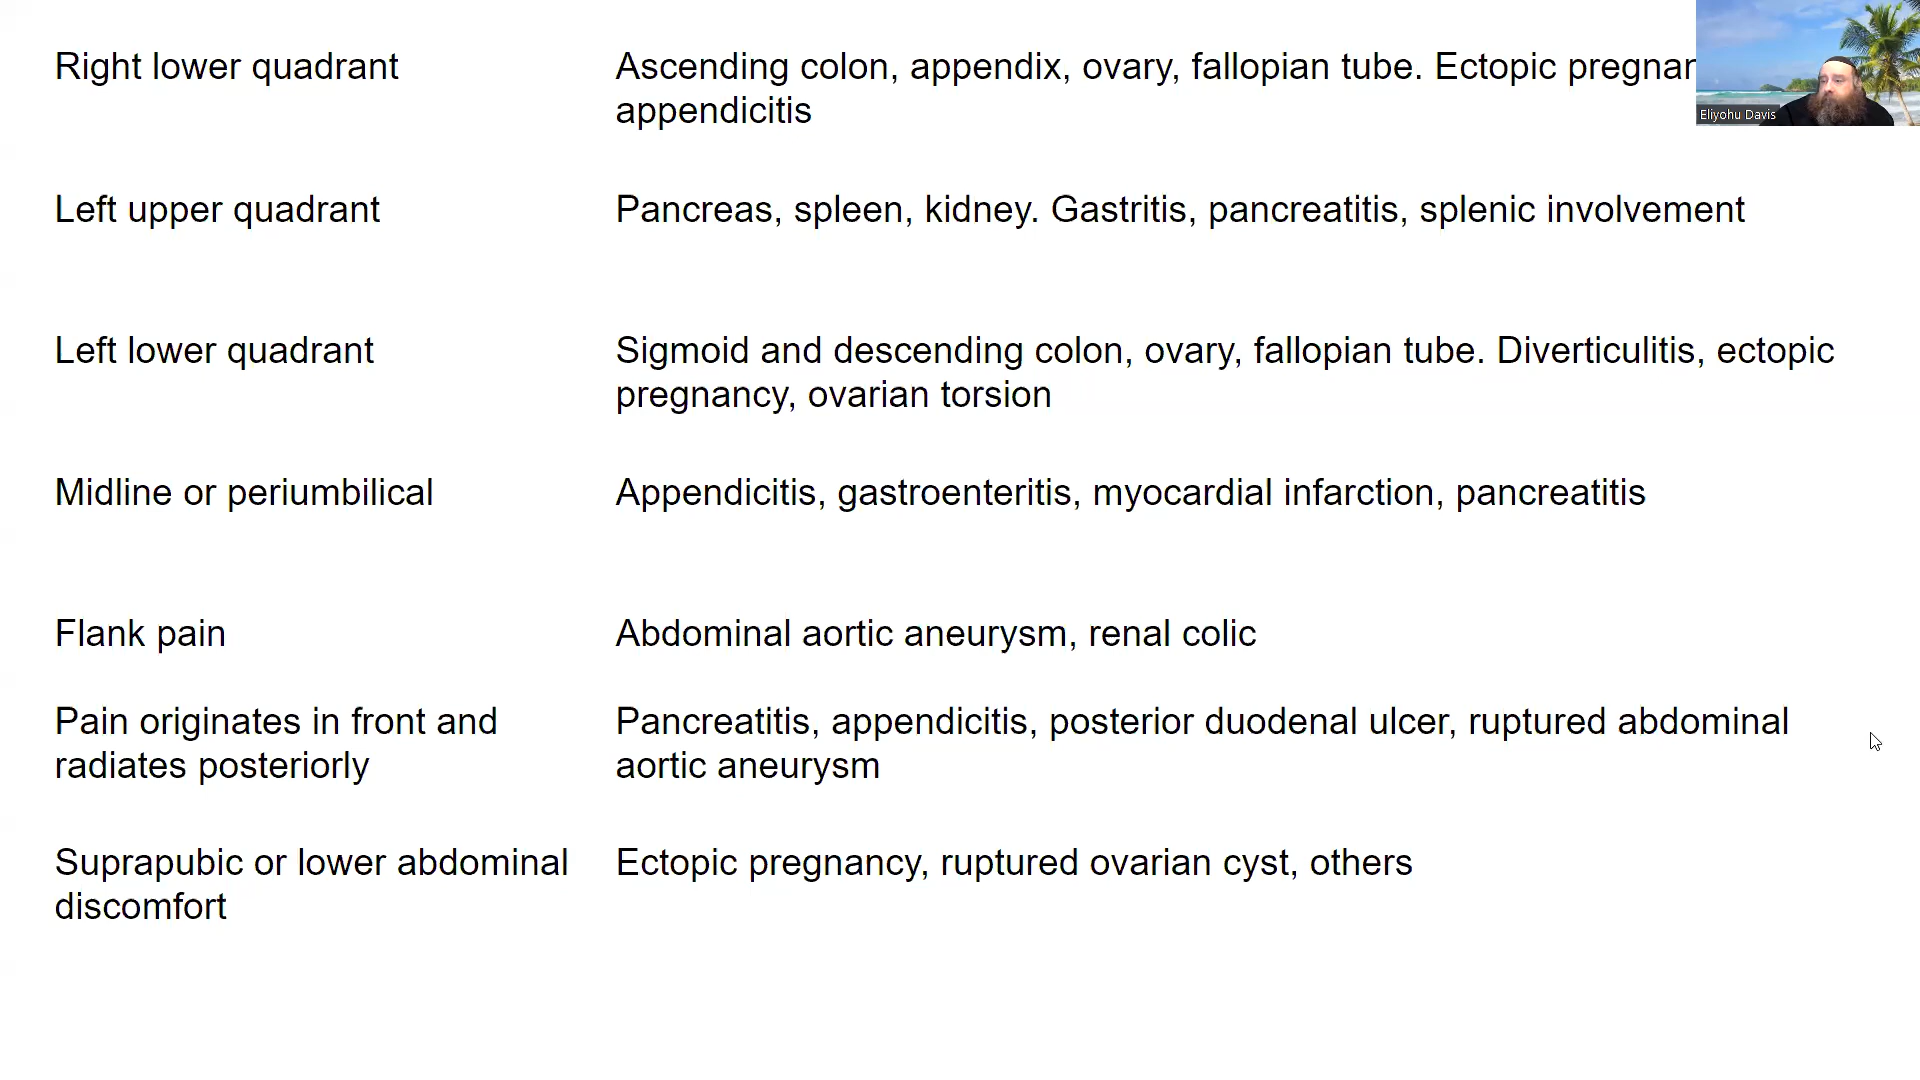 Right lower quadrant
Ascending colon, appendix, ovary, fallopian tube. Ectopic
appendicitis
Left upper quadrant
Pancreas, spleen, kidney. Gastritis, pancreatitis, splenic involvement
Left lower quadrant
Sigmoid and descending colon, ovary, fallopian tube. Diverticulitis, ectopic
pregnancy, ovarian torsion
Midline or periumbilical
Appendicitis, gastroenteritis, myocardial infarction, pancreatitis
Flank pain
Abdominal aortic aneurysm, renal colic
Pain originates in front and
radiates posteriorly
Pancreatitis, appendicitis, posterior duodenal ulcer, ruptured abdominal
aortic aneurysm
Suprapubic or lower abdominal
discomfort
Ectopic pregnancy, ruptured ovarian cyst, others
Eliyohu Davis